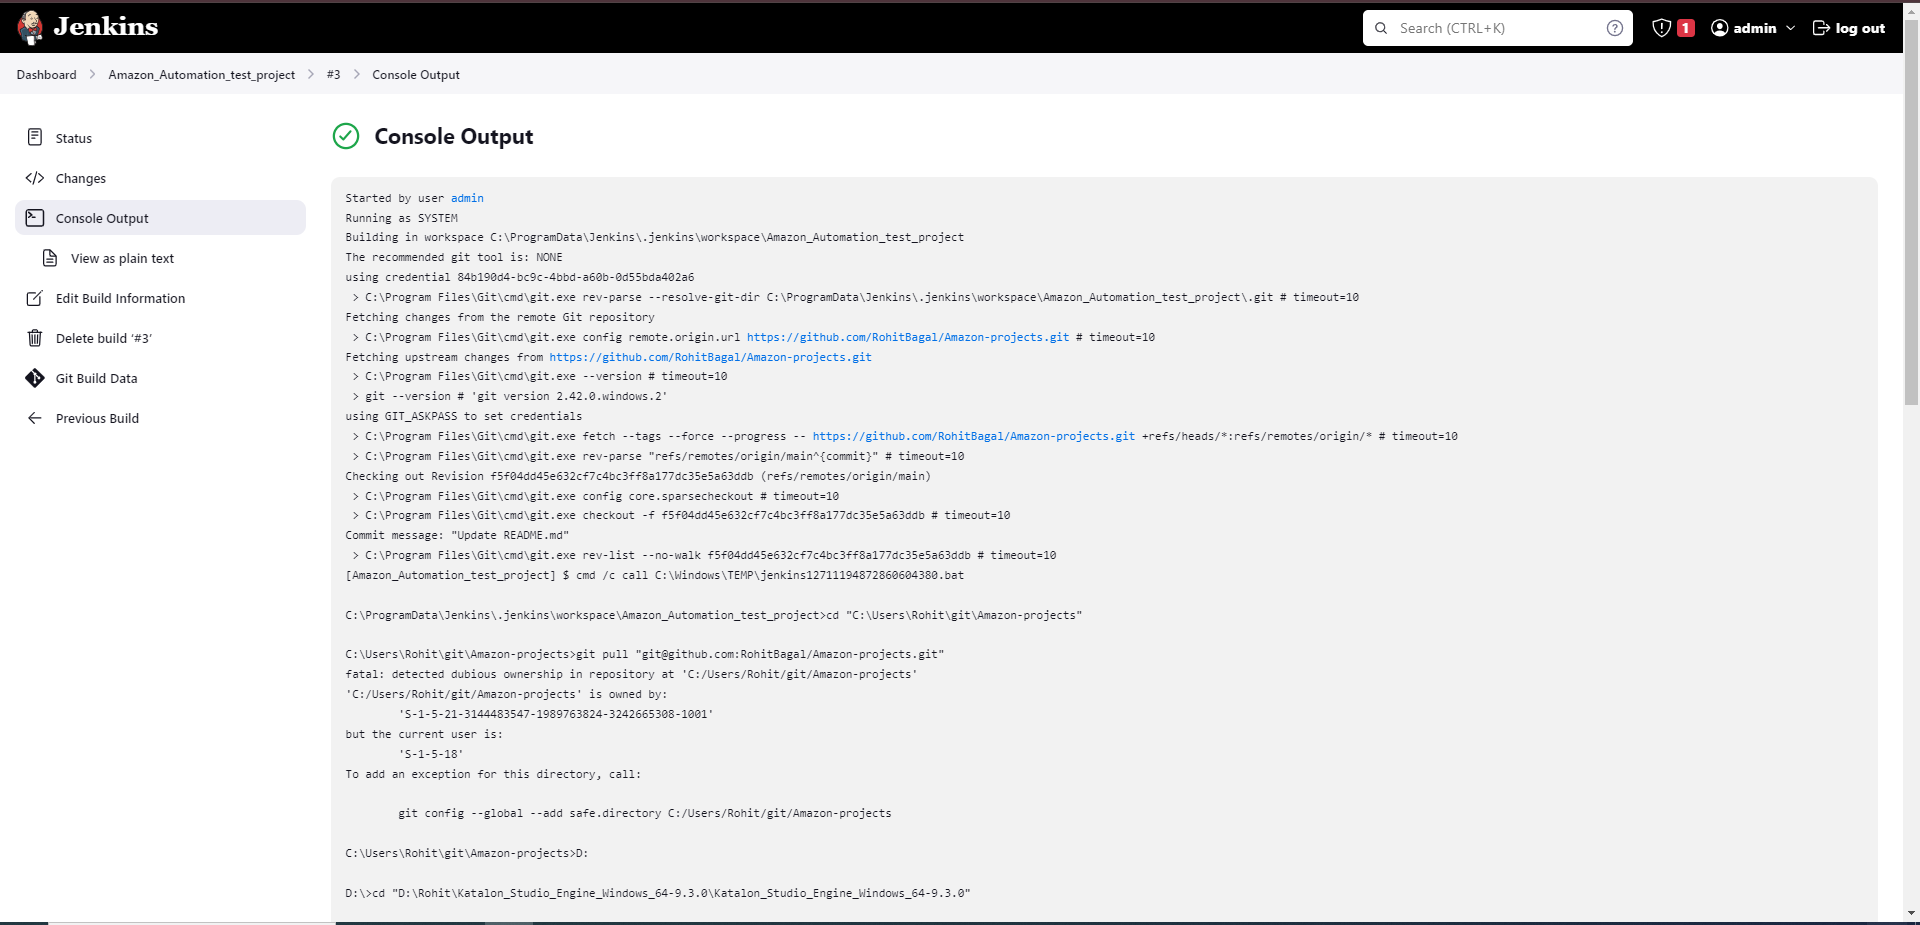 Jenkins
Search (CTRL+K)
1
admin
log out
Dashboard
Amazon_Automation_test_project
#3
Console Output
Status
Changes
Console Output
View as plain text
Edit Build Information
Delete build ‘#3’
Git Build Data
Previous Build
Console Output
Started by user admin
Running as SYSTEM
Building in workspace C:\ProgramData\Jenkins\.jenkins\workspace\Amazon_Automation_test_project
The recommended git tool is: NONE
using credential 84b190d4-bc9c-4bbd-a60b-0d55bda402a6
 > C:\Program Files\Git\cmd\git.exe rev-parse --resolve-git-dir C:\ProgramData\Jenkins\.jenkins\workspace\Amazon_Automation_test_project\.git # timeout=10
Fetching changes from the remote Git repository
 > C:\Program Files\Git\cmd\git.exe config remote.origin.url https://github.com/RohitBagal/Amazon-projects.git # timeout=10
Fetching upstream changes from https://github.com/RohitBagal/Amazon-projects.git
 > C:\Program Files\Git\cmd\git.exe --version # timeout=10
 > git --version # 'git version 2.42.0.windows.2'
using GIT_ASKPASS to set credentials
 > C:\Program Files\Git\cmd\git.exe fetch --tags --force --progress -- https://github.com/RohitBagal/Amazon-projects.git +refs/heads/*:refs/remotes/origin/* # timeout=10
 > C:\Program Files\Git\cmd\git.exe rev-parse "refs/remotes/origin/main^{commit}" # timeout=10
Checking out Revision f5f04dd45e632cf7c4bc3ff8a177dc35e5a63ddb (refs/remotes/origin/main)
 > C:\Program Files\Git\cmd\git.exe config core.sparsecheckout # timeout=10
 > C:\Program Files\Git\cmd\git.exe checkout -f f5f04dd45e632cf7c4bc3ff8a177dc35e5a63ddb # timeout=10
Commit message: "Update README.md"
 > C:\Program Files\Git\cmd\git.exe rev-list --no-walk f5f04dd45e632cf7c4bc3ff8a177dc35e5a63ddb # timeout=10
[Amazon_Automation_test_project] $ cmd /c call C:\Windows\TEMP\jenkins12711194872860604380.bat
C:\ProgramData\Jenkins\.jenkins\workspace\Amazon_Automation_test_project>cd "C:\Users\Rohit\git\Amazon-projects"
C:\Users\Rohit\git\Amazon-projects>git pull "git@github.com:RohitBagal/Amazon-projects.git"
fatal: detected dubious ownership in repository at 'C:/Users/Rohit/git/Amazon-projects'
'C:/Users/Rohit/git/Amazon-projects' is owned by:
'S-1-5-21-3144483547-1989763824-3242665308-1001'
but the current user is:
'S-1-5-18'
To add an exception for this directory, call:
git config --global --add safe.directory C:/Users/Rohit/git/Amazon-projects
C:\Users\Rohit\git\Amazon-projects>D:
D:\>cd "D:\Rohit\Katalon_Studio_Engine_Windows_64-9.3.0\Katalon_Studio_Engine_Windows_64-9.3.0"